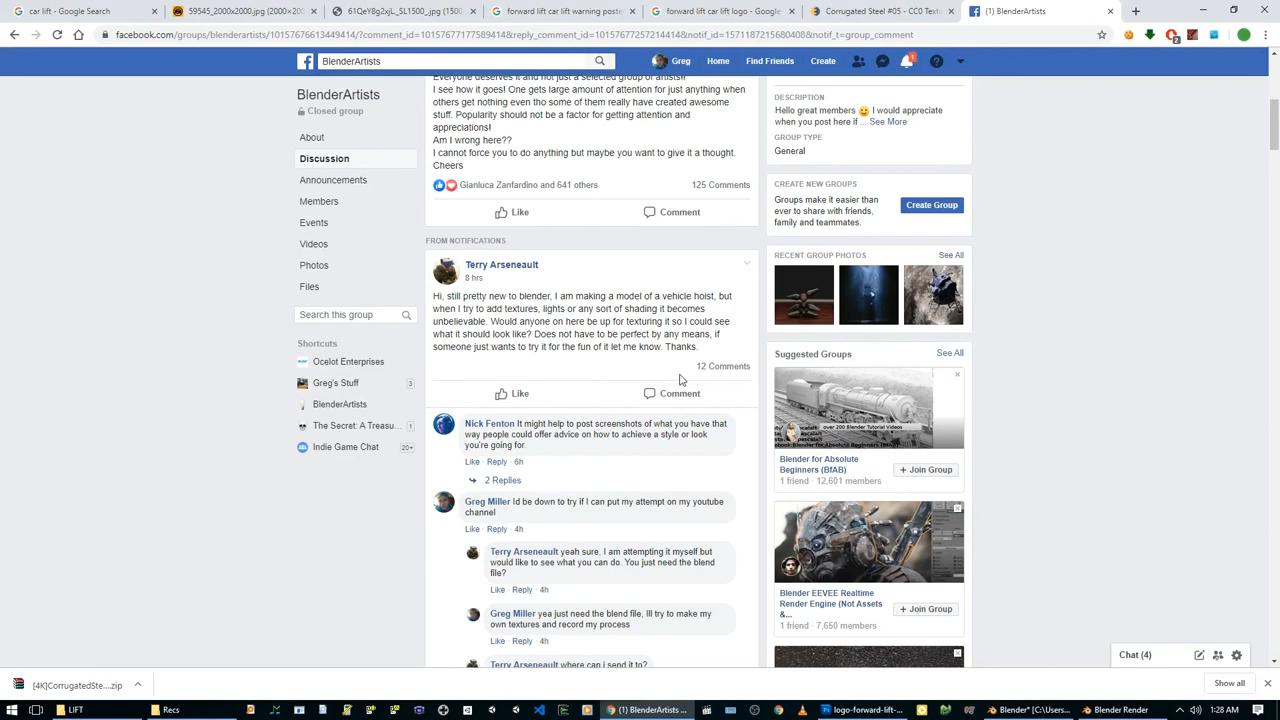 car lift - Google Search
59545_2000x2000.jpg (2000×200
61QeYBg2xjL_SL1500_.jpg (150
forward lift car lift warning poste
forward lift car lift logo - Google
Corrugated Steel #05 - CC0 Textu
(1) BlenderArtists
facebook.com/groups/blenderartists/
BlenderArtists
Greg
Home
Find Friends
Create
1
BlenderArtists
Closed group
About
Discussion
Announcements
Members
Events
Videos
Photos
Files
Search this group
Shortcuts
Ocelot Enterprises
Greg's Stuff 3
BlenderArtists
The Secret: A Treasu...
Indie Game Chat 20+
Everyone deserves it and not just a selected group of artists!!
I see how it goes! One gets large amount of attention for just anything when
others get nothing even tho some of them really have created awesome
stuff. Popularity should not be a factor for getting attention and
appreciations!
Am I wrong here??
I cannot force you to do anything but maybe you want to give it a thought.
Cheers
Gianluca Zanfardino and 641 others
125 Comments
Like
Comment
FROM NOTIFICATIONS
Terry Arseneault
8 hrs
Hi, still pretty new to blender, I am making a model of a vehicle hoist, but
when I try to add textures, lights or any sort of shading it becomes
unbelievable. Would anyone on here be up for texturing it so I could see
what it should look like? Does not have to be perfect by any means, if
someone just wants to try it for the fun of it let me know. Thanks.
12 Comments
Like
Comment
Nick Fenton It might help to post screenshots of what you have that
way people could offer advice on how to achieve a style or look
you're going for.
Like · Reply · 6h
2 Replies
Greg Miller Id be down to try if I can put my attempt on my youtube
channel
Like · Reply · 4h
Terry Arseneault yeah sure, I am attempting it myself but
would like to see what you can do. You just need the blend
file?
Like · Reply · 4h
Greg Miller yea just need the blend file, Ill try to make my
own textures and record my process
Like · Reply · 4h
Terry Arseneault where can i send it to?
DESCRIPTION
Hello great members 😊 I would appreciate
when you post here if ... See More
GROUP TYPE
General
CREATE NEW GROUPS
Groups make it easier than
ever to share with friends,
family and teammates.
Create Group
RECENT GROUP PHOTOS
See All
Suggested Groups
See All
over 200 Blender Tutorial Videos
Blender for Absolute
Beginners (BfAB)
1 friend · 12,601 members
+ Join Group
Blender EEVEE Realtime
Render Engine (Not Assets
&...
1 friend · 7,650 members
+ Join Group
Chat (4)
[4K]CorrugatedSte....zip
Show all
LIFT
Recs
(1) BlenderArtists ...
logo-forward-lift-...
Blender* [C:\Users...
Blender Render
1:28 AM